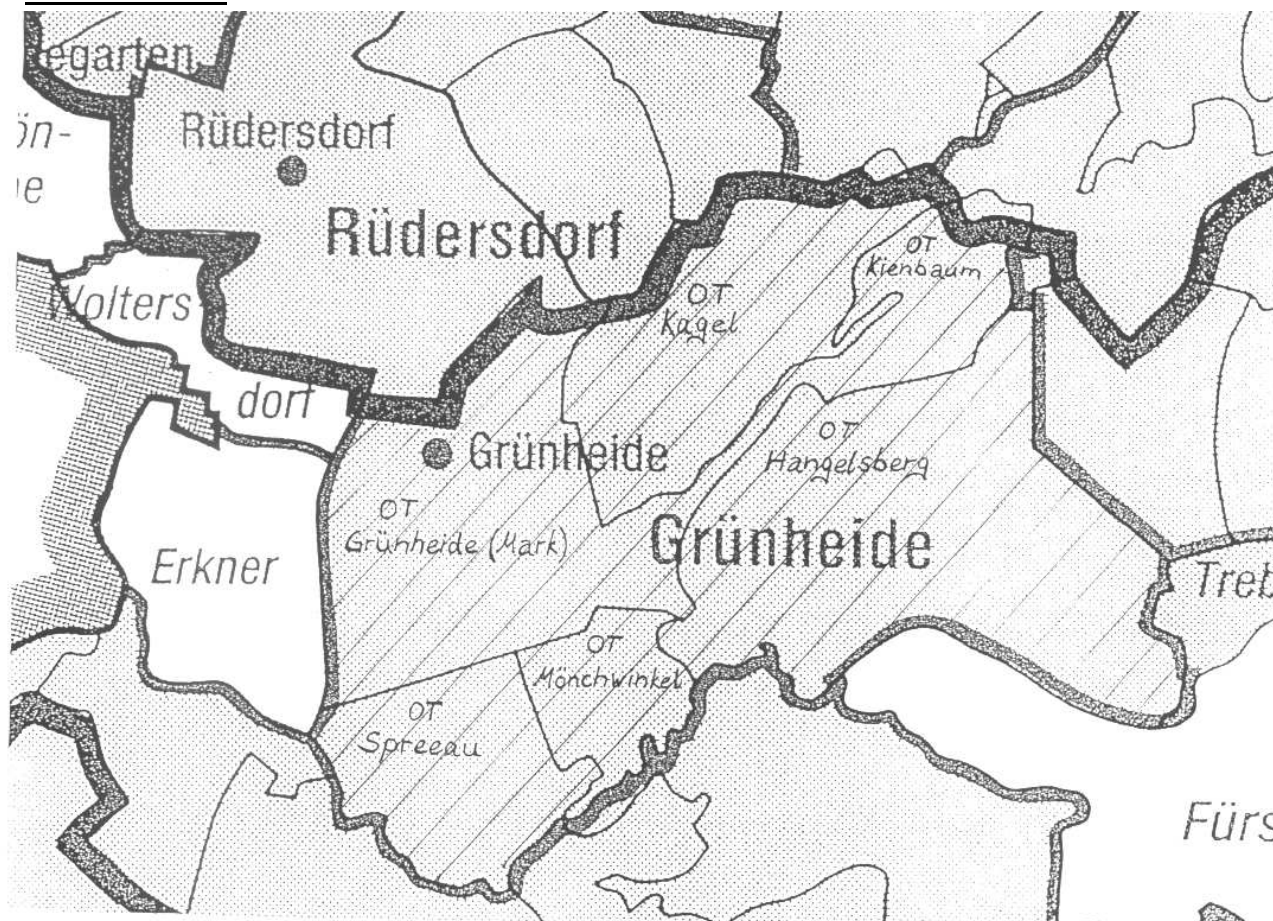 egarten
Rüdersdorf
ön-
e
Rüdersdorf
OT
Kienbaum
OT
Kagel
Wolters
dorf
OT
Hangelsberg
Grünheide
OT
Grünheide (Mark)
Grünheide
Erkner
Treb
OT
Mönchwinkel
OT
Spreeau
Fürs